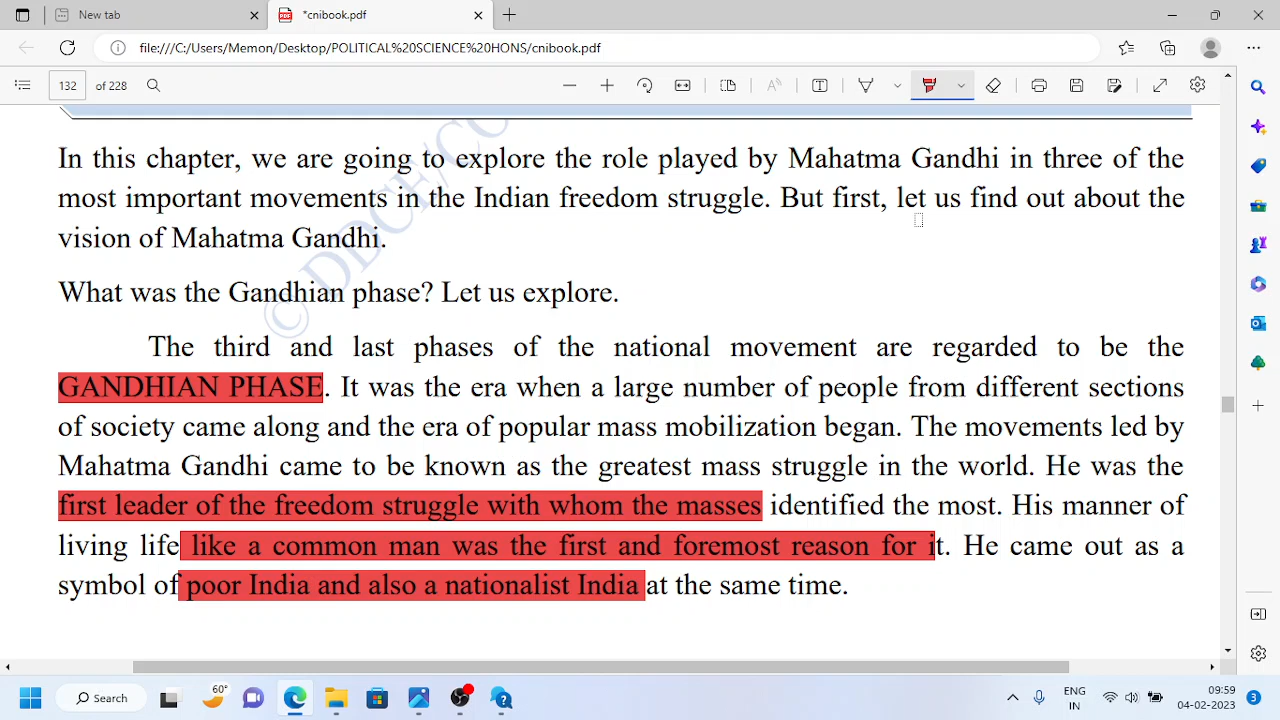 New tab
*cnibook.pdf
file:///C:/Users/Memon/Desktop/POLITICAL%20SCIENCE%20HONS/cnibook.pdf
132 of 228
In this chapter, we are going to explore the role played by Mahatma Gandhi in three of the
most important movements in the Indian freedom struggle. But first, let us find out about the
vision of Mahatma Gandhi.
What was the Gandhian phase? Let us explore.
The third and last phases of the national movement are regarded to be the
GANDHIAN PHASE. It was the era when a large number of people from different sections
of society came along and the era of popular mass mobilization began. The movements led by
Mahatma Gandhi came to be known as the greatest mass struggle in the world. He was the
first leader of the freedom struggle with whom the masses identified the most. His manner of
living life like a common man was the first and foremost reason for it. He came out as a
symbol of poor India and also a nationalist India at the same time.
© DDCE/
60°
Search
ENG
IN
09:59
04-02-2023
3